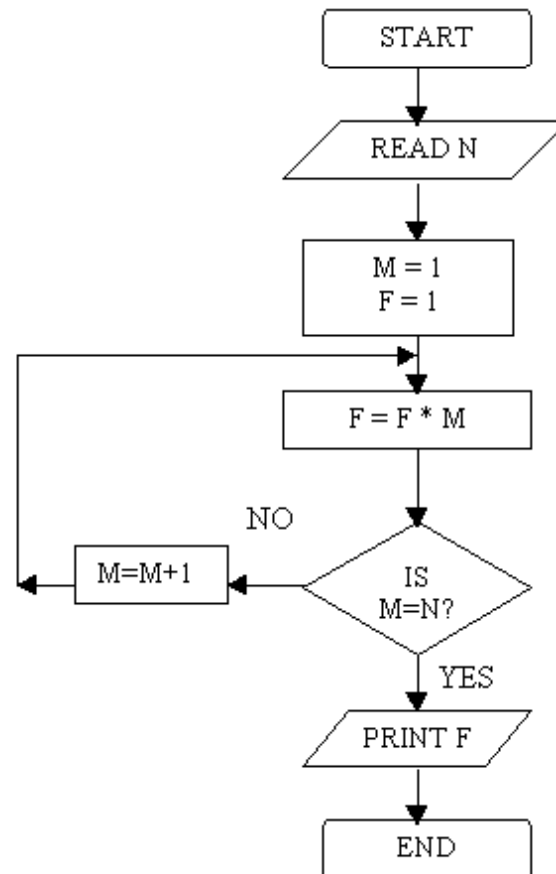 START
READ N
M = 1
F = 1
F = F * M
NO
M=M+1
IS
M=N?
YES
PRINT F
END